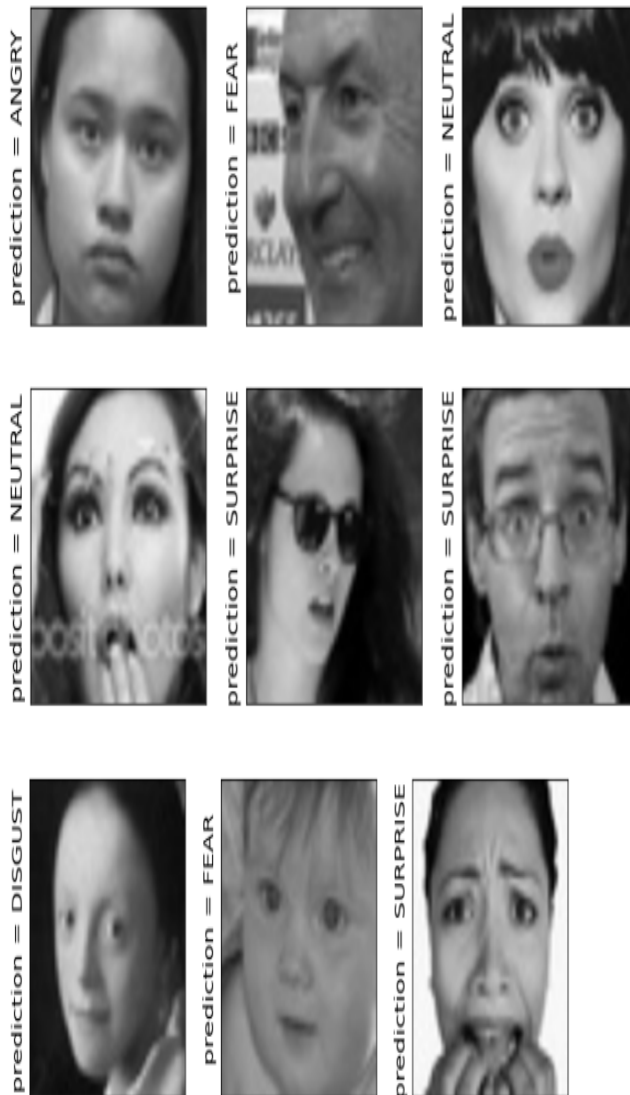 prediction = ANGRY
prediction = FEAR
prediction = NEUTRAL
prediction = NEUTRAL
prediction = SURPRISE
prediction = SURPRISE
prediction = DISGUST
prediction = FEAR
prediction = SURPRISE